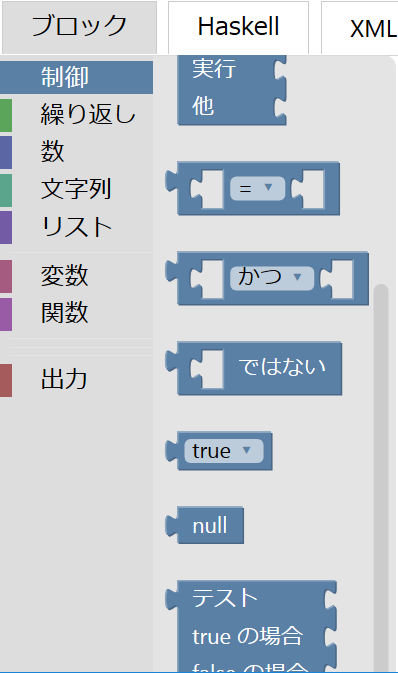 ブロック
Haskell
XML
制御
繰り返し
数
文字列
リスト
変数
関数
出力
実行
他
= ▼
かつ ▼
ではない
true ▼
null
テスト
true の場合
false の場合